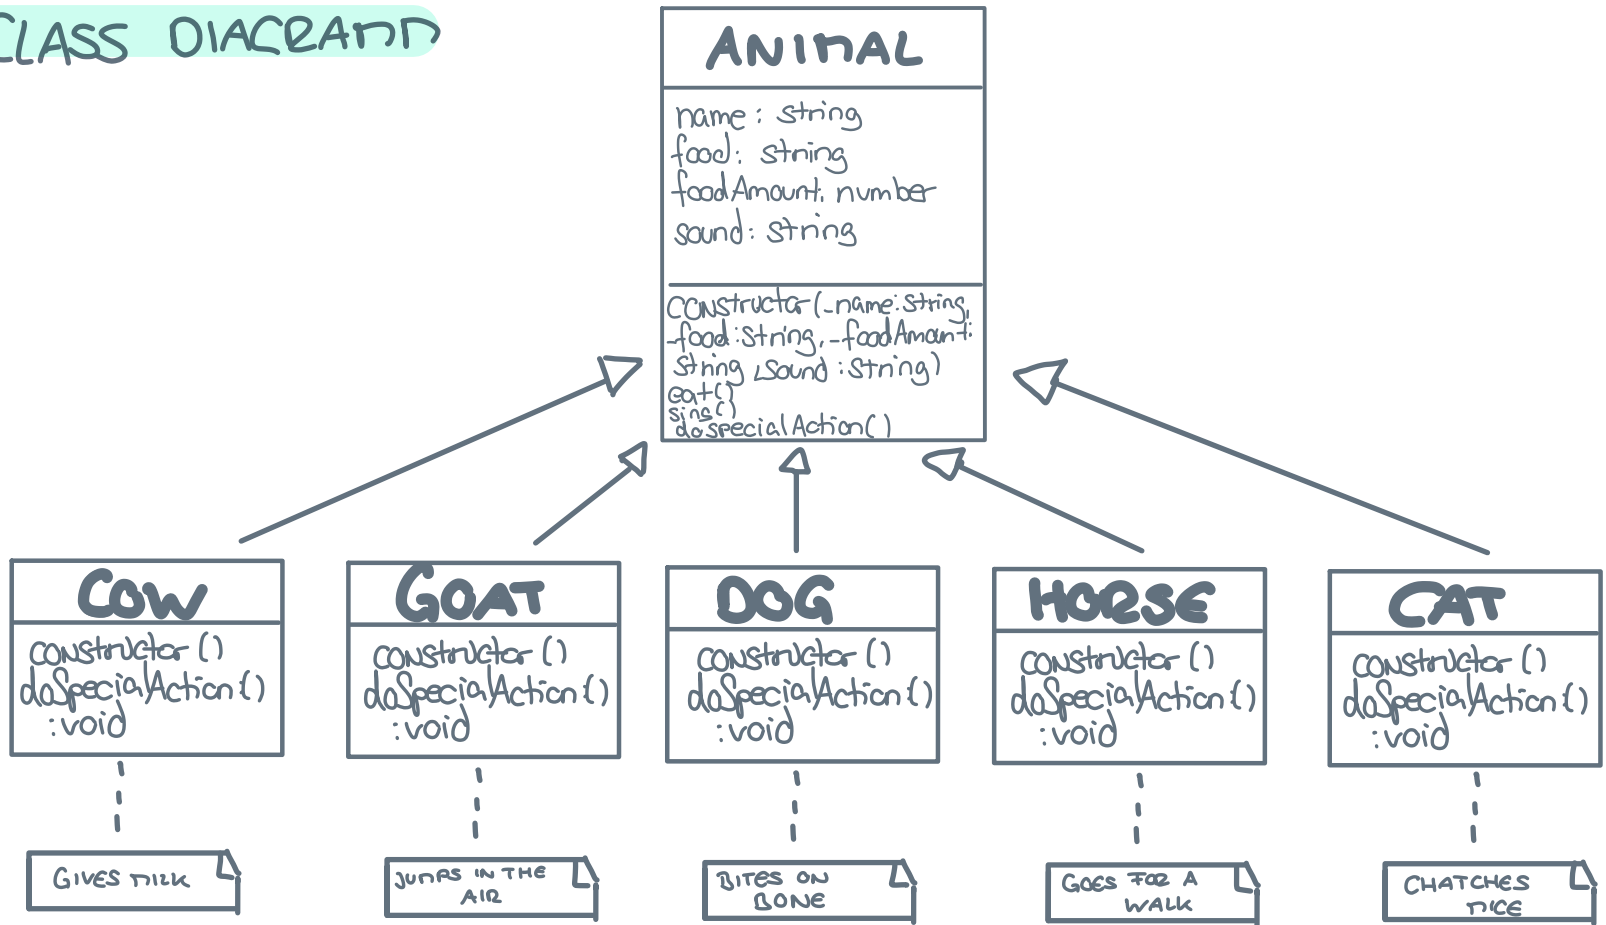 CLASS DIAGRAMM
ANIMAL
name: string
food: string
foodAmount: number
sound: string
constructor(_name:string,
_food:string, _foodAmount:
string, _sound:string)
eat()
sing()
doSpecialAction()
COW
constructor()
doSpecialAction()
:void
GOAT
constructor()
doSpecialAction()
:void
DOG
constructor()
doSpecialAction()
:void
HORSE
constructor()
doSpecialAction()
:void
CAT
constructor()
doSpecialAction()
:void
GIVES MILK
JUMPS IN THE
AIR
BITES ON
BONE
GOES FOR A
WALK
CHATCHES
MICE